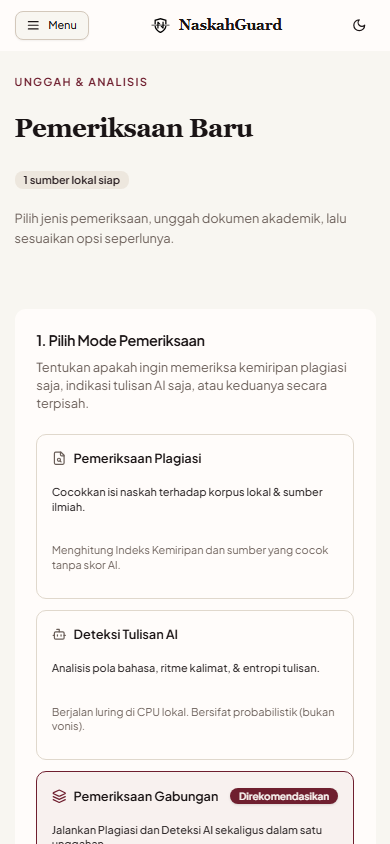 Menu
NaskahGuard
UNGGAH & ANALISIS
Pemeriksaan Baru
1 sumber lokal siap
Pilih jenis pemeriksaan, unggah dokumen akademik, lalu
sesuaikan opsi seperlunya.
1. Pilih Mode Pemeriksaan
Tentukan apakah ingin memeriksa kemiripan plagiasi
saja, indikasi tulisan AI saja, atau keduanya secara
terpisah.
Pemeriksaan Plagiasi
Cocokkan isi naskah terhadap korpus lokal & sumber
ilmiah.
Menghitung Indeks Kemiripan dan sumber yang cocok
tanpa skor AI.
Deteksi Tulisan AI
Analisis pola bahasa, ritme kalimat, & entropi tulisan.
Berjalan luring di CPU lokal. Bersifat probabilistik (bukan
vonis).
Pemeriksaan Gabungan Direkomendasikan
Jalankan Plagiasi dan Deteksi AI sekaligus dalam satu
unggahan.